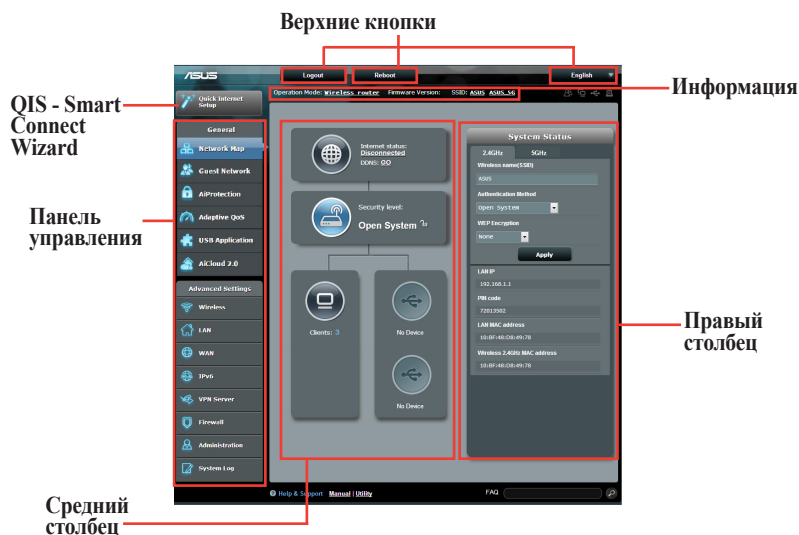 Верхние кнопки
Информация
QIS - Smart
Connect
Wizard
Панель
управления
Правый
столбец
Средний
столбец
ASUS
Logout
Reboot
English
Quick Internet
Setup
Operation Mode: Wireless router Firmware Version: SSID: ASUS ASUS_5G
General
Network Map
Guest Network
AiProtection
Adaptive QoS
USB Application
AiCloud 2.0
Advanced Settings
Wireless
LAN
WAN
IPv6
VPN Server
Firewall
Administration
System Log
Internet status:
Disconnected
DDNS: GO
Security level:
Open System
Clients: 3
No Device
No Device
System Status
2.4GHz 5GHz
Wireless name(SSID)
ASUS
Authentication Method
Open System
WEP Encryption
None
Apply
LAN IP
192.168.1.1
PIN code
72013502
LAN MAC address
10:BF:48:D8:49:78
Wireless 2.4GHz MAC address
10:BF:48:D8:49:78
Help & Support Manual | Utility FAQ